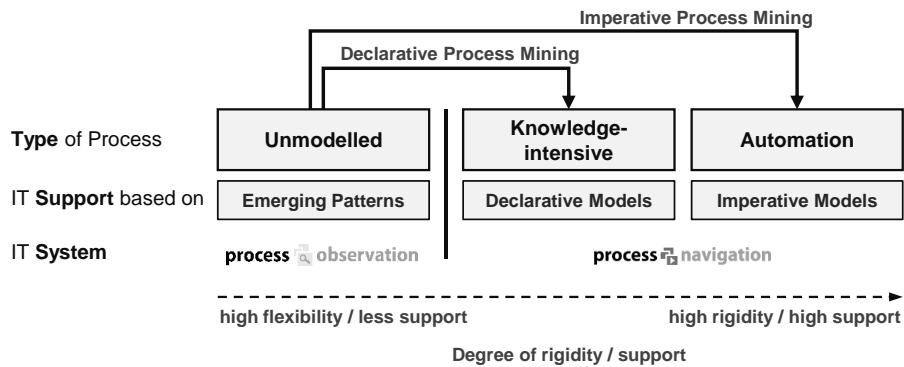 Imperative Process Mining
Declarative Process Mining
Type of Process
Unmodelled
Knowledge-
intensive
Automation
IT Support based on
Emerging Patterns
Declarative Models
Imperative Models
IT System
process observation
process navigation
high flexibility / less support
high rigidity / high support
Degree of rigidity / support